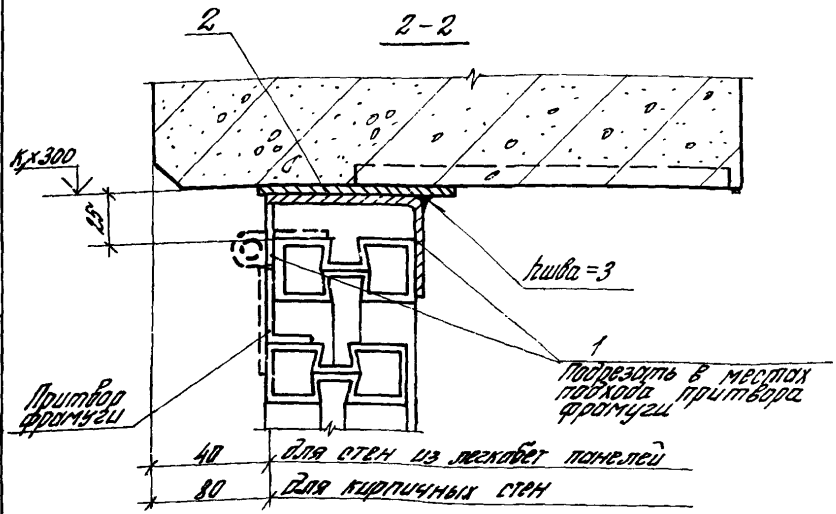 2
2-2
К×300
25
hшва=3
1
Подрезать в местах
подхода притвора
фрамуги
Притвор
фрамуги
40 для стен из легкобет панелей
80 Для кирпичных стен